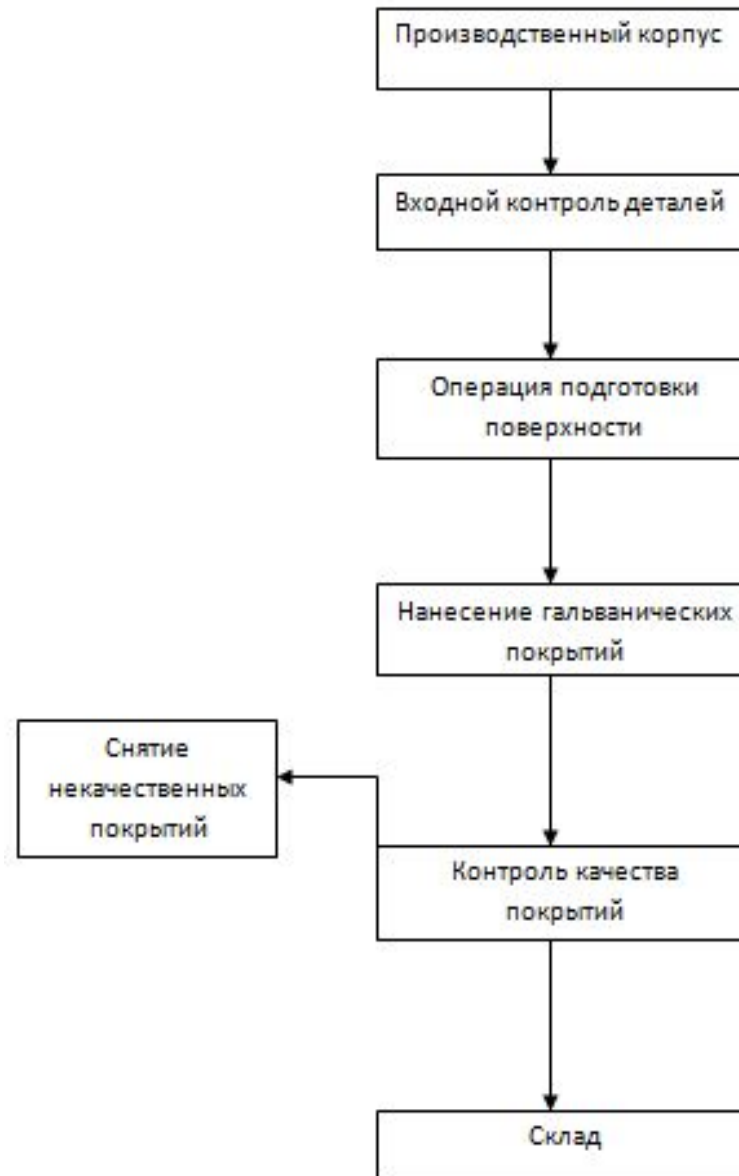 Производственный корпус
Входной контроль деталей
Операция подготовки
поверхности
Нанесение гальванических
покрытий
Снятие
некачественных
покрытий
Контроль качества
покрытий
Склад